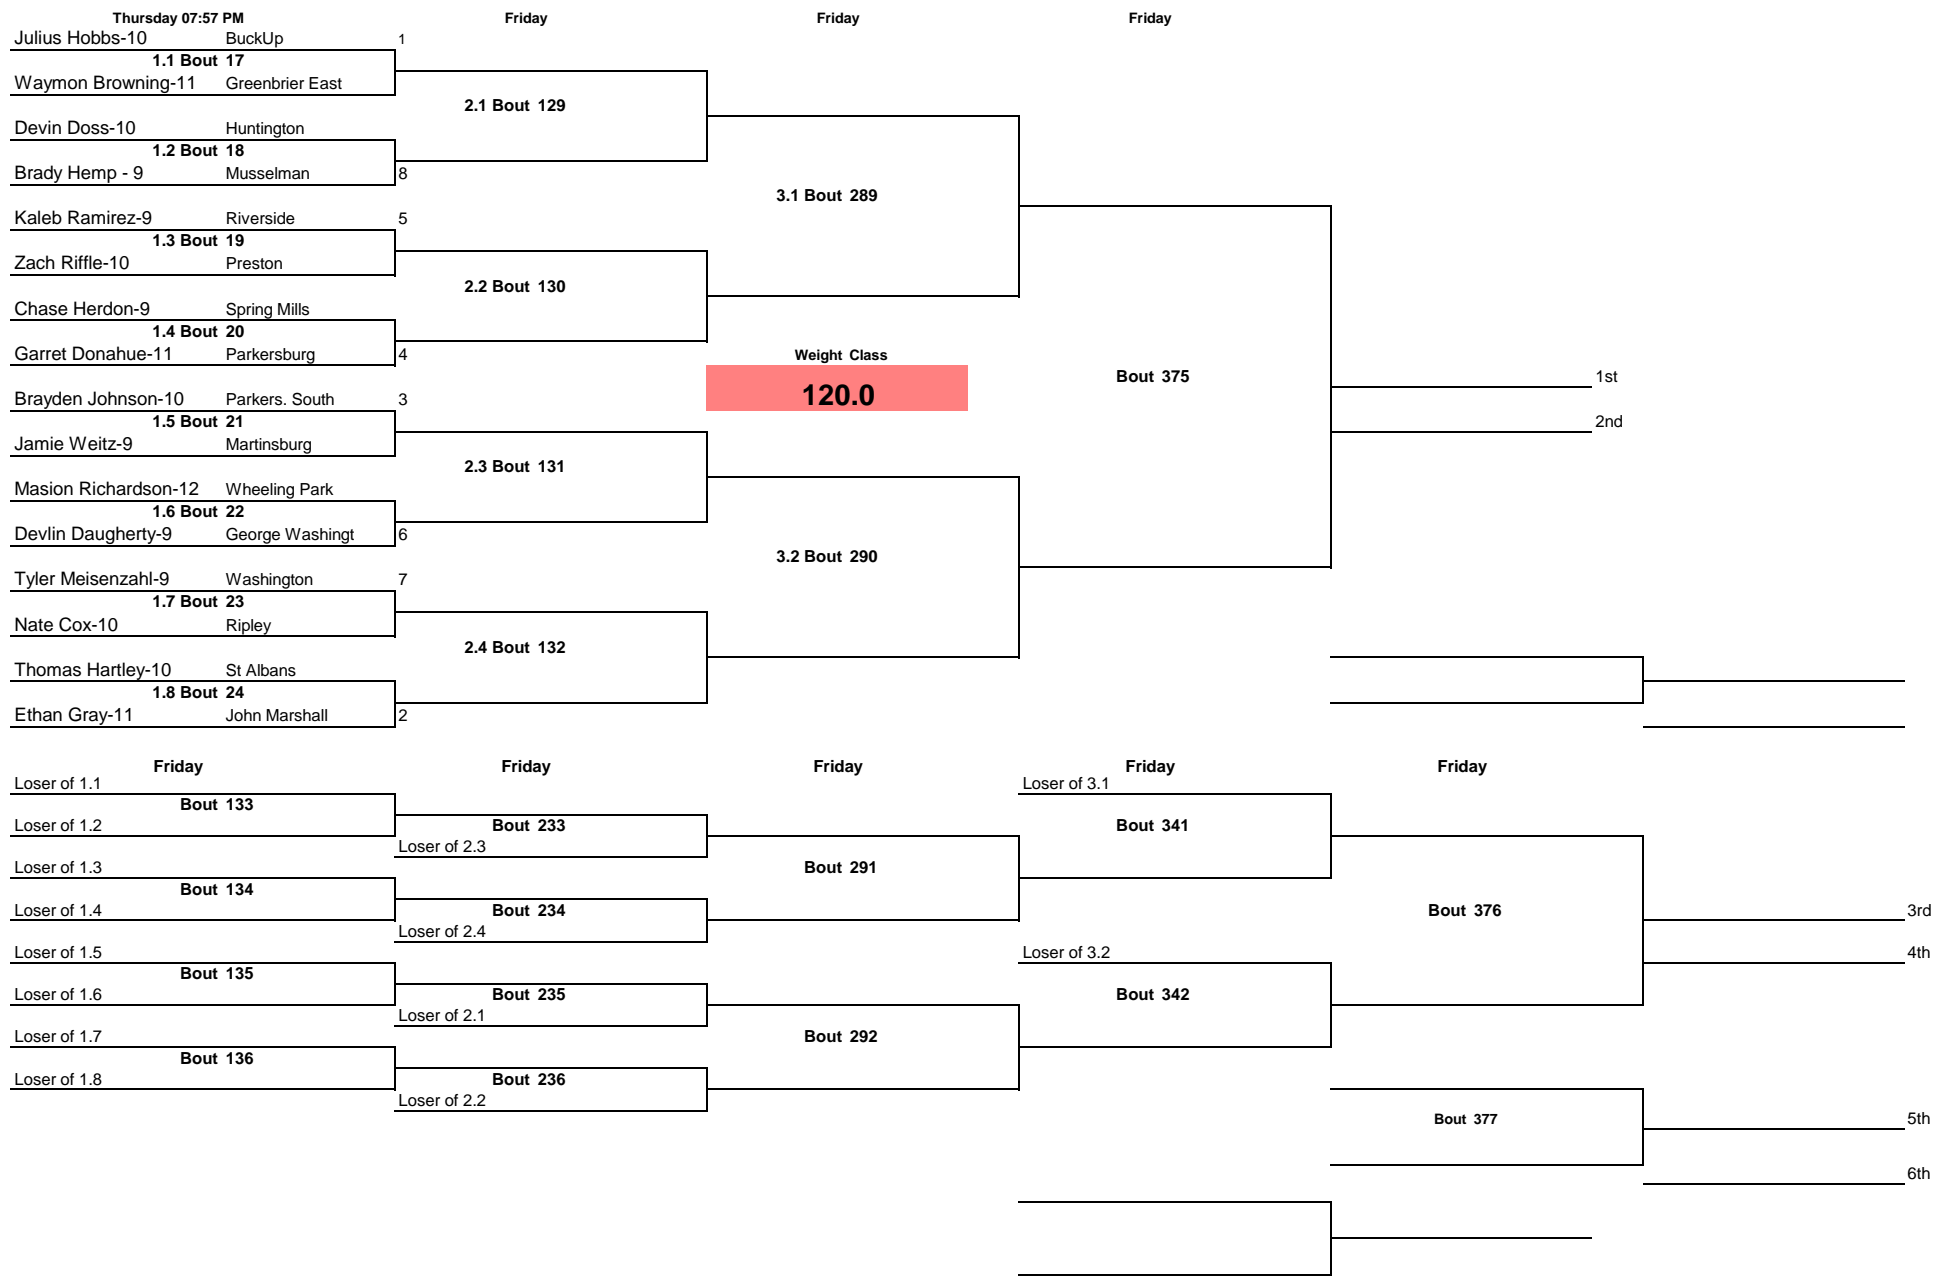 Thursday 07:57 PM Friday Friday Friday
Julius Hobbs-10 BuckUp 1
1.1 Bout 17
Waymon Browning-11 Greenbrier East
2.1 Bout 129
Devin Doss-10 Huntington
1.2 Bout 18
Brady Hemp - 9 Musselman 8
3.1 Bout 289
Kaleb Ramirez-9 Riverside 5
1.3 Bout 19
Zach Riffle-10 Preston
2.2 Bout 130
Chase Herdon-9 Spring Mills
1.4 Bout 20
Garret Donahue-11 Parkersburg 4 Weight Class
Bout 375 1st
120.0
Brayden Johnson-10 Parkers. South 3
1.5 Bout 21 2nd
Jamie Weitz-9 Martinsburg
2.3 Bout 131
Masion Richardson-12 Wheeling Park
1.6 Bout 22
Devlin Daugherty-9 George Washingt 6
3.2 Bout 290
Tyler Meisenzahl-9 Washington 7
1.7 Bout 23
Nate Cox-10 Ripley
2.4 Bout 132
Thomas Hartley-10 St Albans
1.8 Bout 24
Ethan Gray-11 John Marshall 2
Friday Friday Friday Friday Friday
Loser of 1.1 Loser of 3.1
Bout 133
Loser of 1.2 Bout 233 Bout 341
Loser of 2.3
Loser of 1.3 Bout 291
Bout 134
Loser of 1.4 Bout 234 Bout 376 3rd
Loser of 2.4
Loser of 1.5 Loser of 3.2 4th
Bout 135
Loser of 1.6 Bout 235 Bout 342
Loser of 2.1
Loser of 1.7 Bout 292
Bout 136
Loser of 1.8 Bout 236
Loser of 2.2
Bout 377 5th
6th